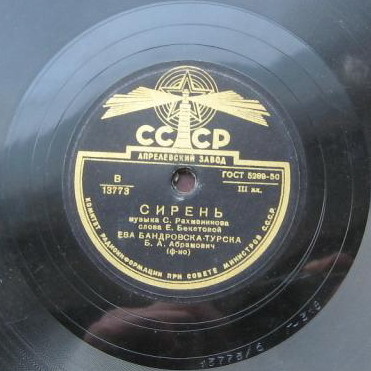 СССР
АПРЕЛЕВСКИЙ ЗАВОД
В
13773
ГОСТ 5289-50
III кл.
СИРЕНЬ
музыка С. Рахманинова
слова Е. Бекетовой
ЕВА БАНДРОВСКА-ТУРСКА
Б. А. Абрамович
(ф-но)
КОМИТЕТ РАДИОИНФОРМАЦИИ ПРИ СОВЕТЕ МИНИСТРОВ СССР